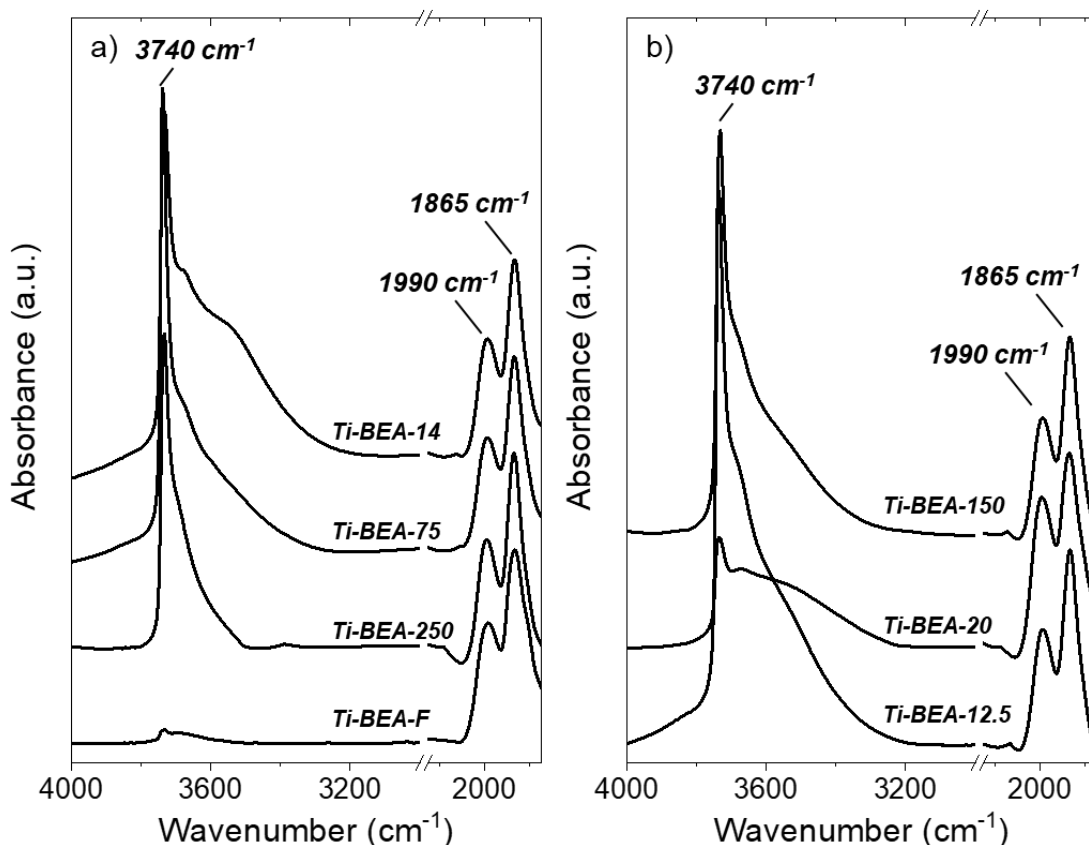 a)
3740 cm⁻¹
1865 cm⁻¹
1990 cm⁻¹
Ti-BEA-14
Ti-BEA-75
Ti-BEA-250
Ti-BEA-F
Absorbance (a.u.)
4000 3600 3200 2000
Wavenumber (cm⁻¹)
b)
3740 cm⁻¹
1865 cm⁻¹
1990 cm⁻¹
Ti-BEA-150
Ti-BEA-20
Ti-BEA-12.5
Absorbance (a.u.)
4000 3600 3200 2000
Wavenumber (cm⁻¹)